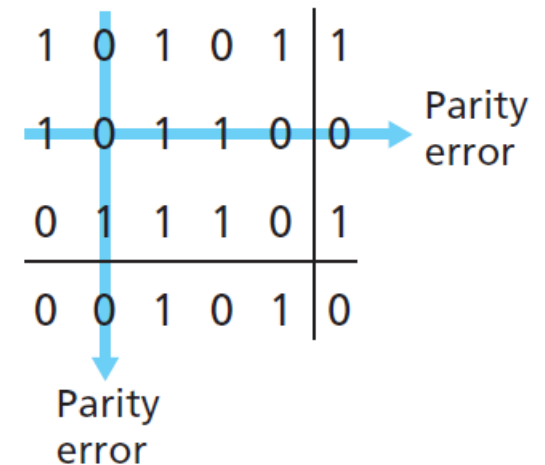 1 0 1 0 1 1
1 0 1 1 0 0
Parity
error
0 1 1 1 0 1
0 0 1 0 1 0
Parity
error